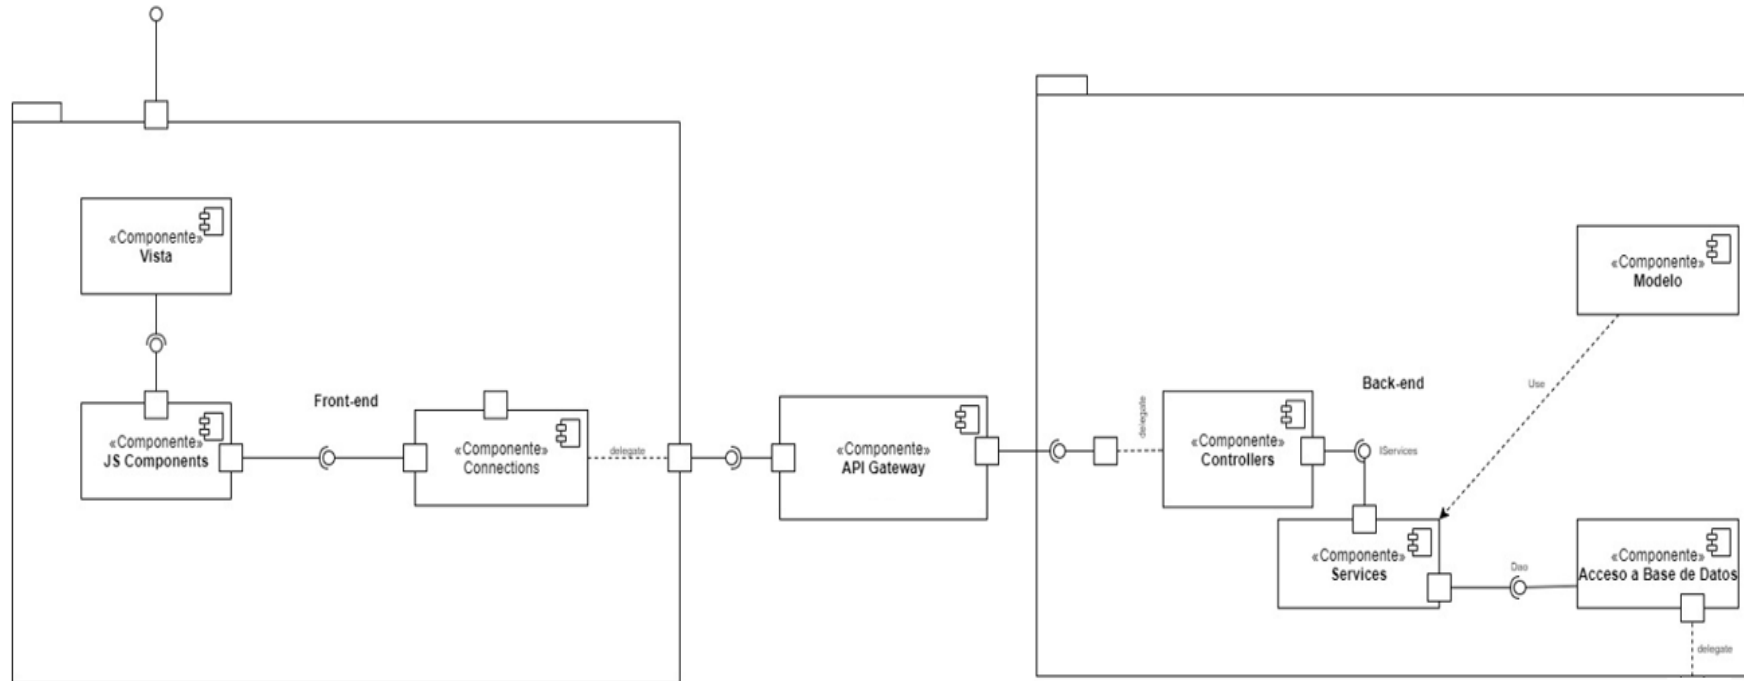 «Componente»
Vista
Front-end
«Componente»
JS Components
«Componente»
Connections
delegate
«Componente»
API Gateway
Back-end
delegate
«Componente»
Controllers
IServices
«Componente»
Modelo
Use
«Componente»
Services
Dao
«Componente»
Acceso a Base de Datos
delegate